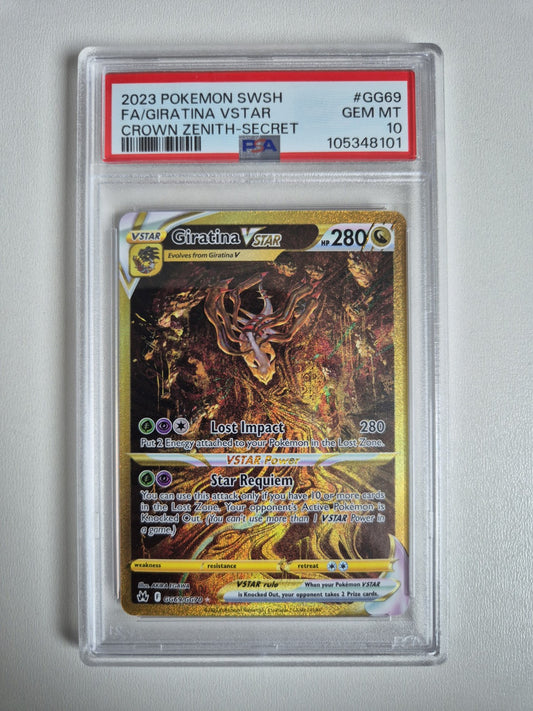 2023 POKEMON SWSH #GG69
FA/GIRATINA VSTAR GEM MT
CROWN ZENITH-SECRET 10
PSA 105348101
VSTAR Giratina VSTAR HP 280
Evolves from Giratina V
Lost Impact 280
Put 2 Energy attached to your Pokémon in the Lost Zone.
VSTAR Power
Star Requiem
You can use this attack only if you have 10 or more cards
in the Lost Zone. Your opponent's Active Pokémon is
Knocked Out. (You can't use more than 1 VSTAR Power in
a game.)
weakness resistance retreat
Illus. AKIRA EGAWA
VSTAR rule When your Pokémon VSTAR
is Knocked Out, your opponent takes 2 Prize cards.
F GG69/GG70